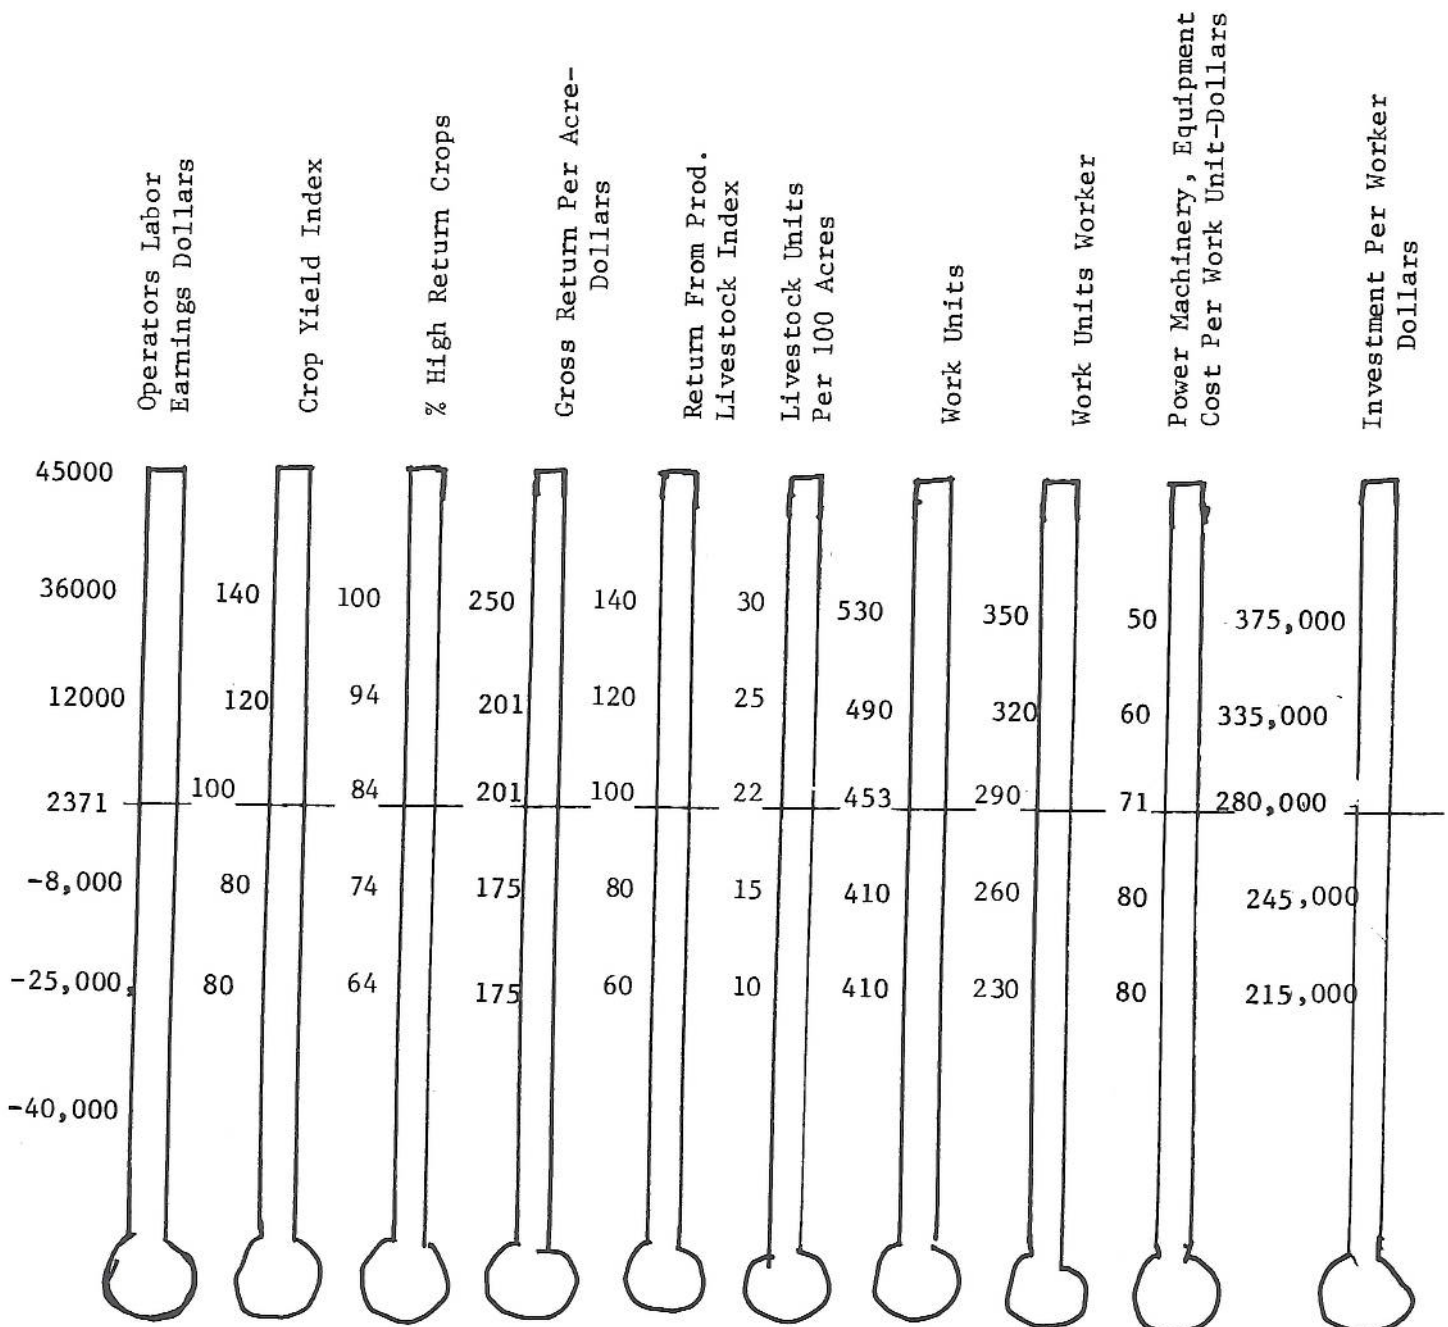 Operators Labor
Earnings Dollars
Crop Yield Index
% High Return Crops
Gross Return Per Acre-
Dollars
Return From Prod.
Livestock Index
Livestock Units
Per 100 Acres
Work Units
Work Units Worker
Power Machinery, Equipment
Cost Per Work Unit-Dollars
Investment Per Worker
Dollars
45000
36000 140 100 250 140 30 530 350 50 375,000
12000 120 94 201 120 25 490 320 60 335,000
2371 100 84 201 100 22 453 290 71 280,000
-8,000 80 74 175 80 15 410 260 80 245,000
-25,000 80 64 175 60 10 410 230 80 215,000
-40,000